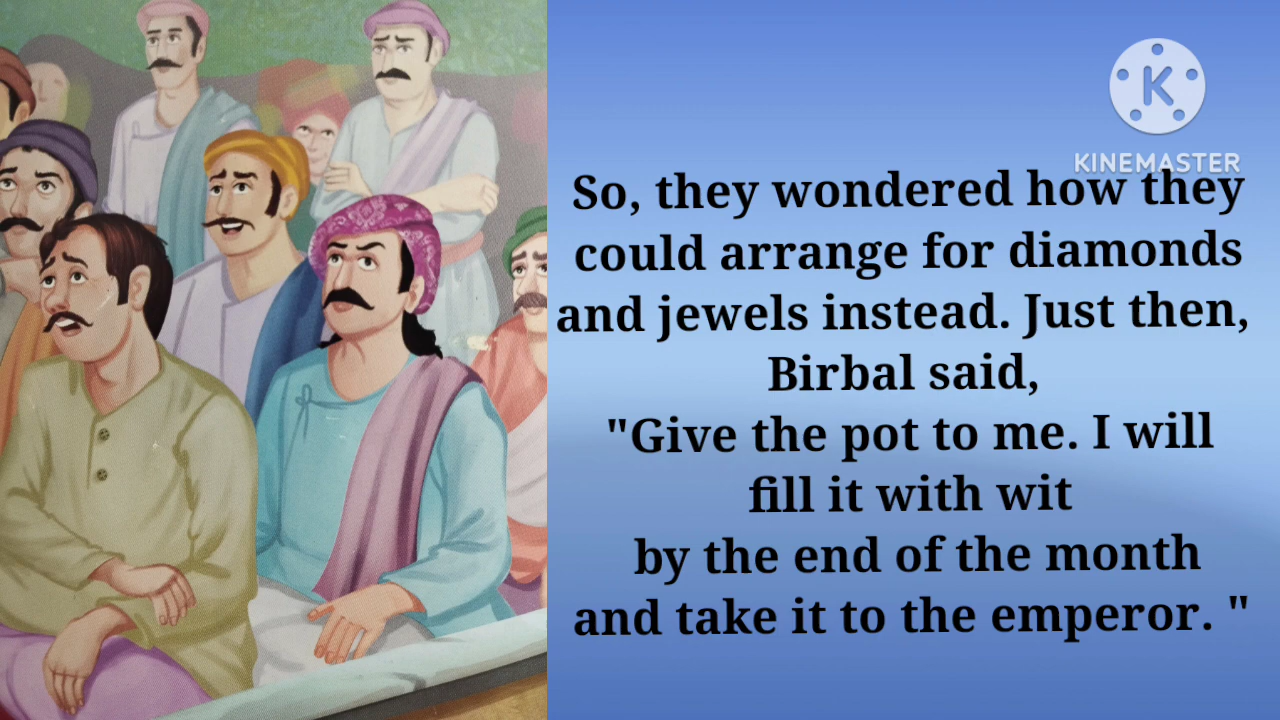 KINEMASTER
So, they wondered how they
could arrange for diamonds
and jewels instead. Just then,
Birbal said,
"Give the pot to me. I will
fill it with wit
by the end of the month
and take it to the emperor. "